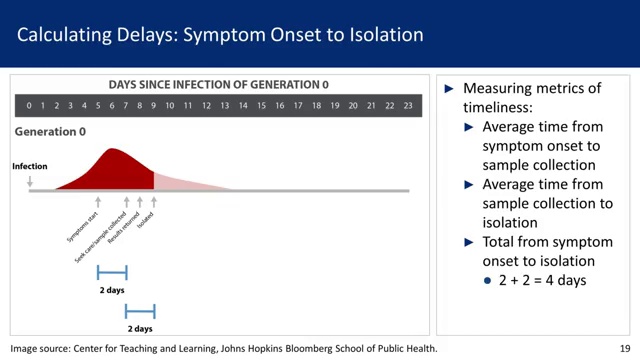 Calculating Delays: Symptom Onset to Isolation
DAYS SINCE INFECTION OF GENERATION 0
0 1 2 3 4 5 6 7 8 9 10 11 12 13 14 15 16 17 18 19 20 21 22 23
Generation 0
Infection
Symptoms start
Seek care/sample collected
Results returned
Isolated
2 days
2 days
► Measuring metrics of
timeliness:
► Average time from
symptom onset to
sample collection
► Average time from
sample collection to
isolation
► Total from symptom
onset to isolation
● 2 + 2 = 4 days
Image source: Center for Teaching and Learning, Johns Hopkins Bloomberg School of Public Health.
19